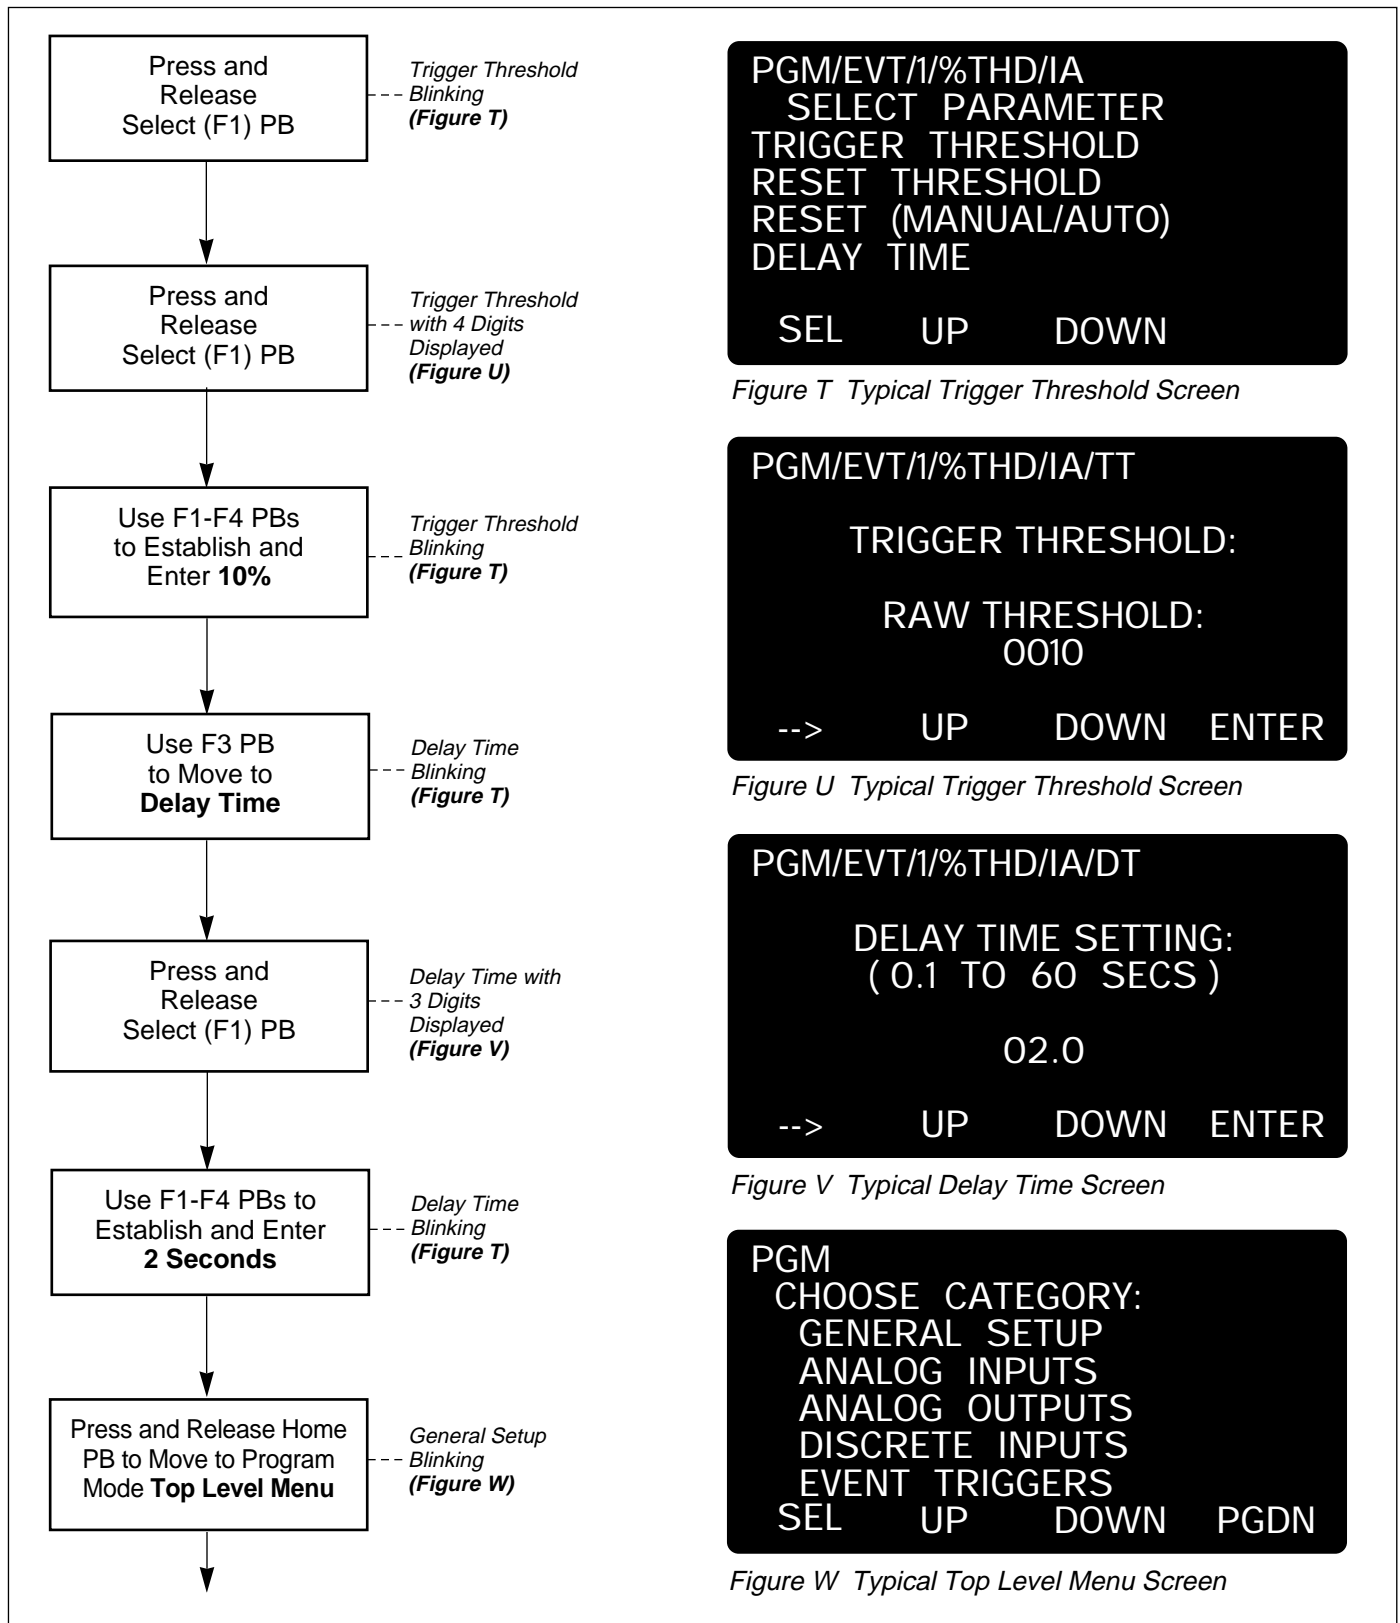 Press and
Release
Select (F1) PB
Trigger Threshold
Blinking
(Figure T)
Press and
Release
Select (F1) PB
Trigger Threshold
with 4 Digits
Displayed
(Figure U)
Use F1-F4 PBs
to Establish and
Enter 10%
Trigger Threshold
Blinking
(Figure T)
Use F3 PB
to Move to
Delay Time
Delay Time
Blinking
(Figure T)
Press and
Release
Select (F1) PB
Delay Time with
3 Digits
Displayed
(Figure V)
Use F1-F4 PBs to
Establish and Enter
2 Seconds
Delay Time
Blinking
(Figure T)
Press and Release Home
PB to Move to Program
Mode Top Level Menu
General Setup
Blinking
(Figure W)
PGM/EVT/1/%THD/IA
SELECT PARAMETER
TRIGGER THRESHOLD
RESET THRESHOLD
RESET (MANUAL/AUTO)
DELAY TIME
SEL UP DOWN
Figure T Typical Trigger Threshold Screen
PGM/EVT/1/%THD/IA/TT
TRIGGER THRESHOLD:
RAW THRESHOLD:
0010
--> UP DOWN ENTER
Figure U Typical Trigger Threshold Screen
PGM/EVT/1/%THD/IA/DT
DELAY TIME SETTING:
( 0.1 TO 60 SECS )
02.0
--> UP DOWN ENTER
Figure V Typical Delay Time Screen
PGM
CHOOSE CATEGORY:
GENERAL SETUP
ANALOG INPUTS
ANALOG OUTPUTS
DISCRETE INPUTS
EVENT TRIGGERS
SEL UP DOWN PGDN
Figure W Typical Top Level Menu Screen